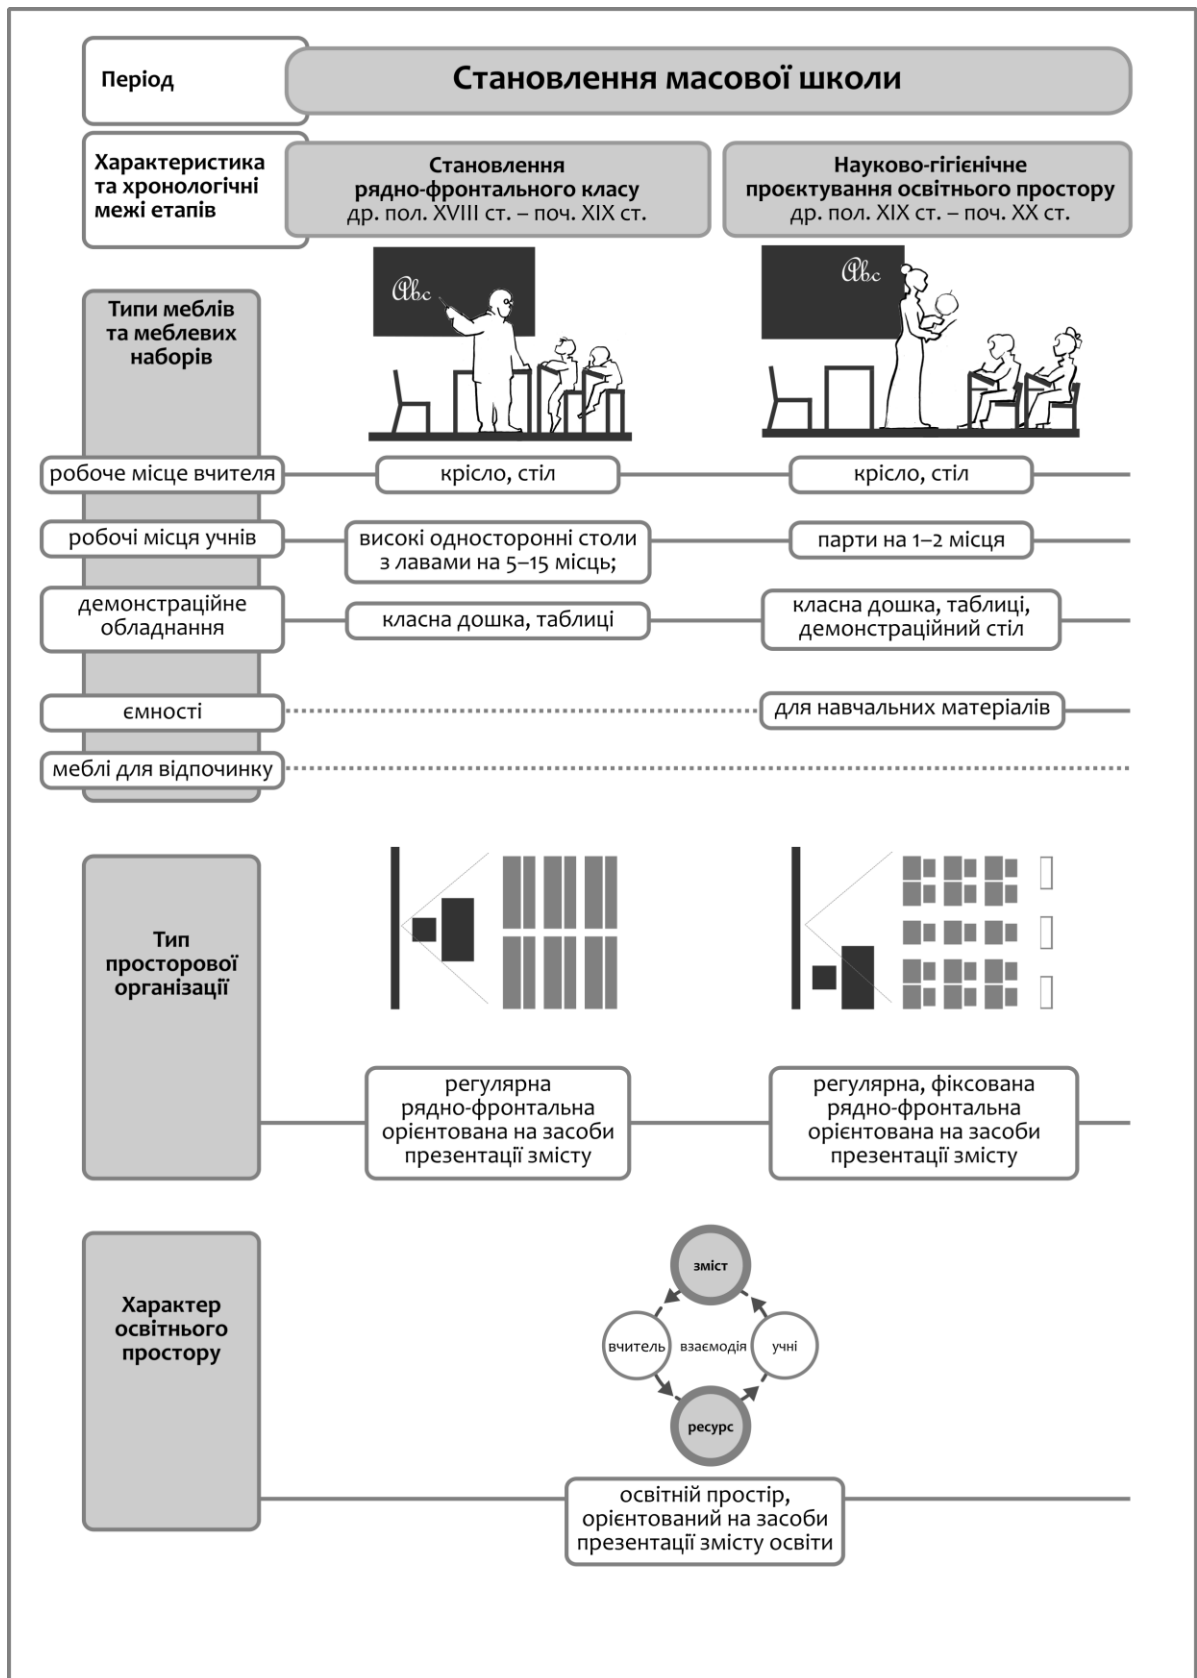 Період
Становлення масової школи
Характеристика
та хронологічні
межі етапів
Становлення
рядно-фронтального класу
др. пол. XVIII ст. – поч. XIX ст.
Науково-гігієнічне
проєктування освітнього простору
др. пол. XIX ст. – поч. XX ст.
Типи меблів
та меблевих
наборів
Abc
Abc
робоче місце вчителя
крісло, стіл
крісло, стіл
робочі місця учнів
високі односторонні столи
з лавами на 5–15 місць;
парти на 1–2 місця
демонстраційне
обладнання
класна дошка, таблиці
класна дошка, таблиці,
демонстраційний стіл
ємності
для навчальних матеріалів
меблі для відпочинку
Тип
просторової
організації
регулярна
рядно-фронтальна
орієнтована на засоби
презентації змісту
регулярна, фіксована
рядно-фронтальна
орієнтована на засоби
презентації змісту
Характер
освітнього
простору
зміст
вчитель
взаємодія
учні
ресурс
освітній простір,
орієнтований на засоби
презентації змісту освіти